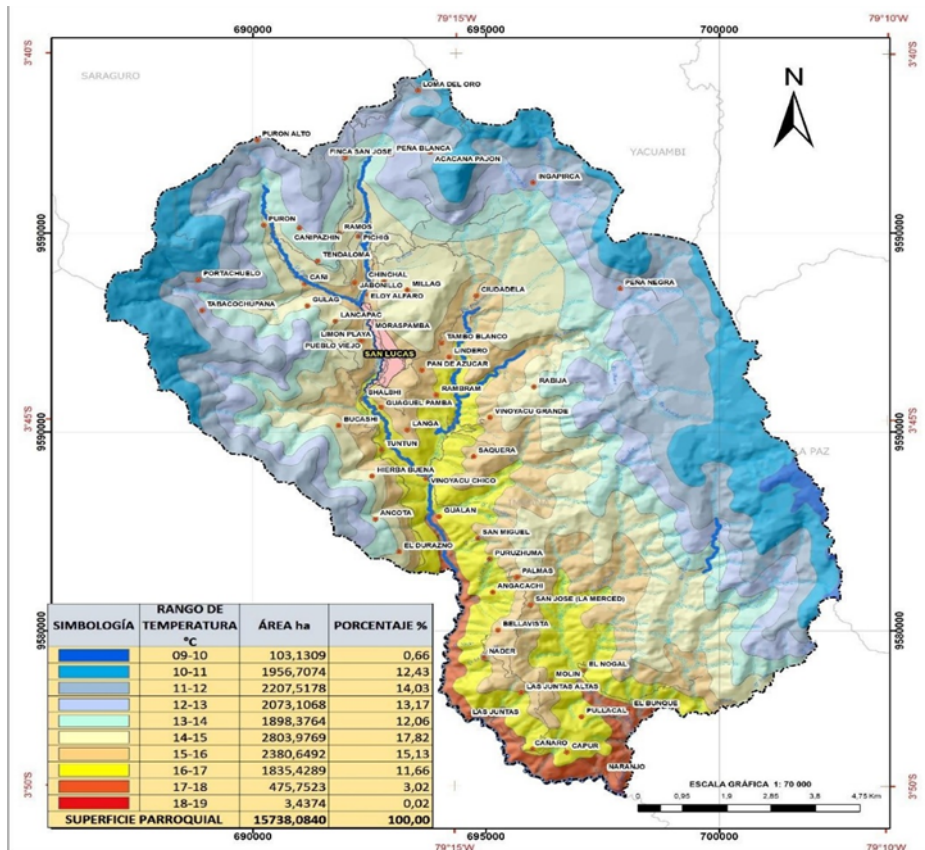 79°15'W
79°10'W
690000
695000
700000
3°40'S
3°40'S
SARAGURO
LOMA DEL ORO
N
PURON ALTO
FINCA SAN JOSE
PEÑA BLANCA
ACACANA PAJON
YACUAMBI
INGAPIRCA
9590000
9590000
PURON
RAMOS
CANIPAZHIN
PICHIG
TENDALOMA
PORTACHUELO
CAÑI
CHINCHAL
JABONILLO
MILLAG
PEÑA NEGRA
TABACOCHUPANA
GULAG
ELOY ALFARO
CIUDADELA
LANCAPAC
MORASPAMBA
LIMON PLAYA
TAMBO BLANCO
PUEBLO VIEJO
SAN LUCAS
LINDERO
PAN DE AZUCAR
SHALSHI
RAMBRAM
RABIJA
GUAGUEL PAMBA
3°45'S
3°45'S
BUCASHI
LANGA
VINOYACU GRANDE
9590000
9590000
TUNTUN
SAQUERA
LA PAZ
HIERBA BUENA
VINOYACU CHICO
ANCOTA
GUALAN
EL DURAZNO
SAN MIGUEL
PURUZHUMA
PALMAS
ANGACACHI
SAN JOSE (LA MERCED)
BELLAVISTA
9580000
9580000
NADER
EL NOGAL
MOLIN
LAS JUNTAS ALTAS
EL BUNQUE
LAS JUNTAS
PULLACAL
CAÑARO
CAPUR
NARANJO
SIMBOLOGÍA RANGO DE TEMPERATURA °C ÁREA ha PORCENTAJE %
09-10 103,1309 0,66
10-11 1956,7074 12,43
11-12 2207,5178 14,03
12-13 2073,1068 13,17
13-14 1898,3764 12,06
14-15 2803,9769 17,82
15-16 2380,6492 15,13
16-17 1835,4289 11,66
17-18 475,7523 3,02
18-19 3,4374 0,02
SUPERFICIE PARROQUIAL 15738,0840 100,00
3°50'S
3°50'S
ESCALA GRÁFICA 1: 70 000
0 0,95 1,9 2,85 3,8 4,75 Km
690000
695000
700000
79°15'W
79°10'W